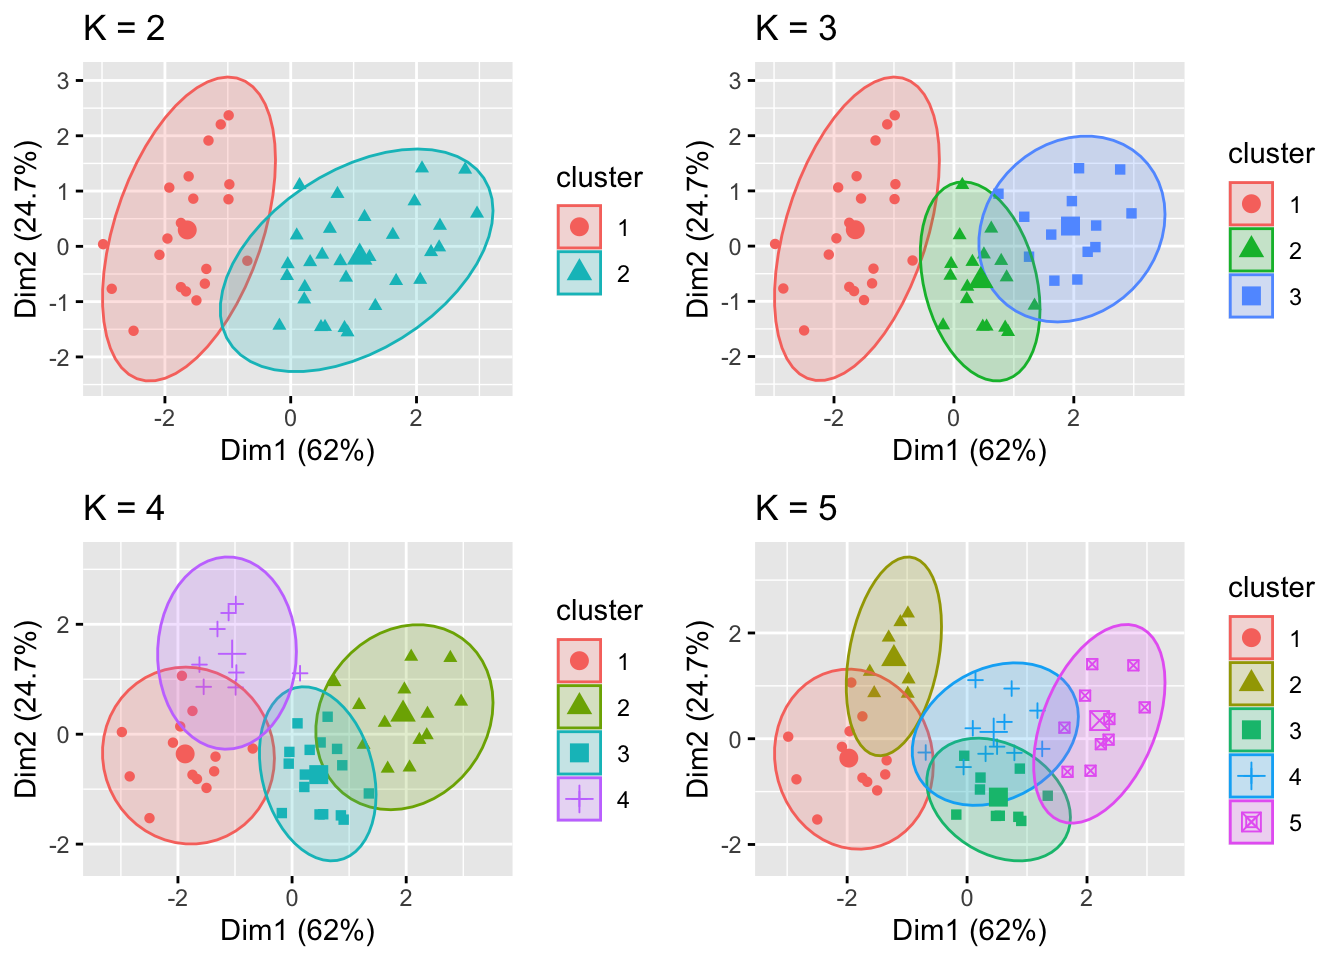 K = 2
3
2
1
0
-1
-2
Dim2 (24.7%)
-2 0 2
Dim1 (62%)
cluster
1
2
K = 3
3
2
1
0
-1
-2
Dim2 (24.7%)
-2 0 2
Dim1 (62%)
cluster
1
2
3
K = 4
2
0
-2
Dim2 (24.7%)
-2 0 2
Dim1 (62%)
cluster
1
2
3
4
K = 5
2
0
-2
Dim2 (24.7%)
-2 0 2
Dim1 (62%)
cluster
1
2
3
4
5